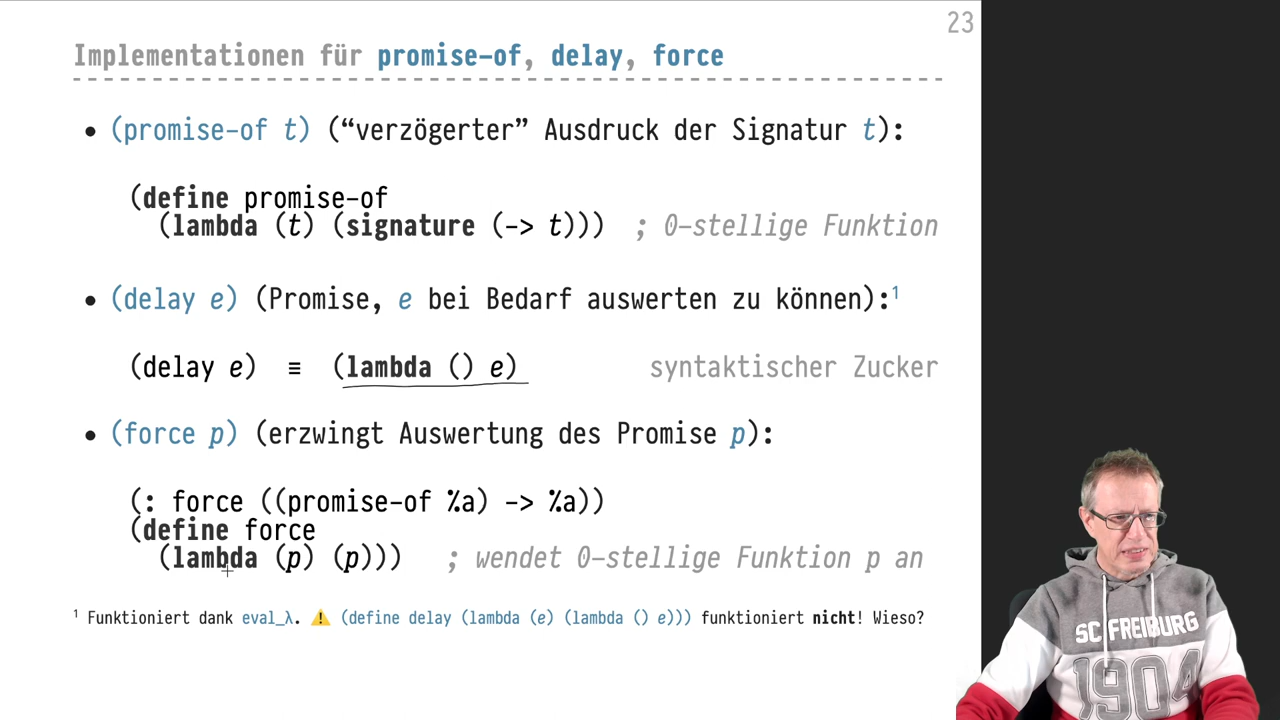 23
Implementationen für promise-of, delay, force
• (promise-of t) (“verzögerter” Ausdruck der Signatur t):
(define promise-of
(lambda (t) (signature (-> t))) ; 0-stellige Funktion
• (delay e) (Promise, e bei Bedarf auswerten zu können):¹
(delay e) ≡ (lambda () e) syntaktischer Zucker
• (force p) (erzwingt Auswertung des Promise p):
(: force ((promise-of %a) -> %a))
(define force
(lambda (p) (p))) ; wendet 0-stellige Funktion p an
¹ Funktioniert dank eval_λ. ⚠️ (define delay (lambda (e) (lambda () e))) funktioniert nicht! Wieso?
SC FREIBURG
1904